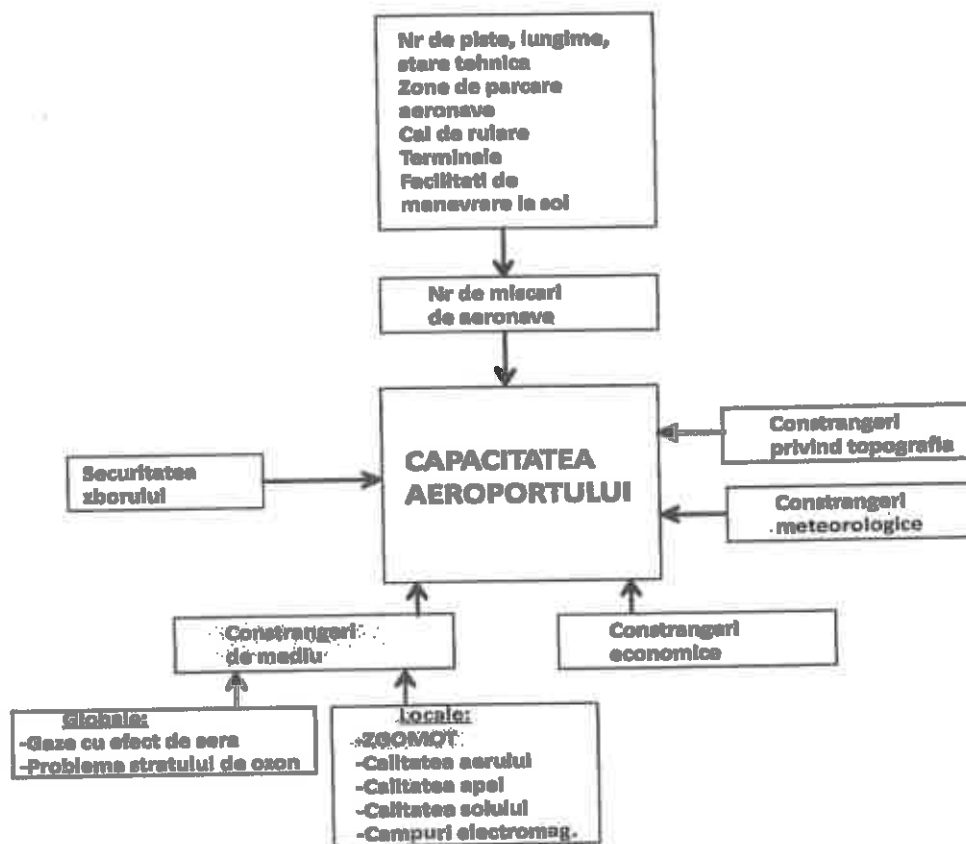 Nr de piste, lungime,
stare tehnica
Zone de parcare
aeronave
Cai de rulare
Terminale
Facilitati de
manevrare la sol
Nr de miscari
de aeronave
CAPACITATEA
AEROPORTULUI
Constrangeri
privind topografia
Securitatea
zborului
Constrangeri
meteorologice
Constrangeri
de mediu
Constrangeri
economice
Globale:
-Gaze cu efect de sera
-Problema stratului de ozon
Locale:
-ZGOMOT
-Calitatea aerului
-Calitatea apei
-Calitatea solului
-Campuri electromag.